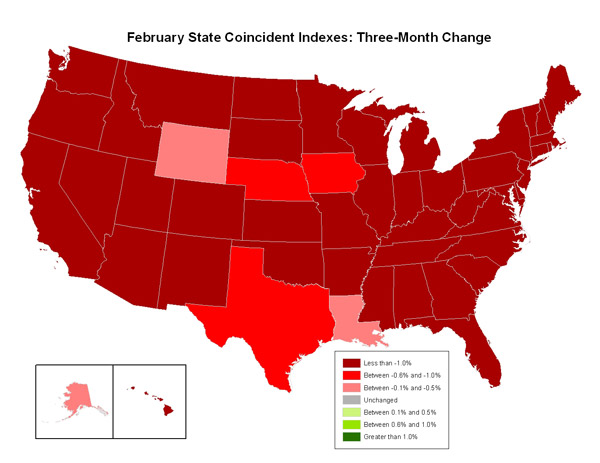 February State Coincident Indexes: Three-Month Change
Less than -1.0%
Between -0.6% and -1.0%
Between -0.1% and -0.5%
Unchanged
Between 0.1% and 0.5%
Between 0.6% and 1.0%
Greater than 1.0%